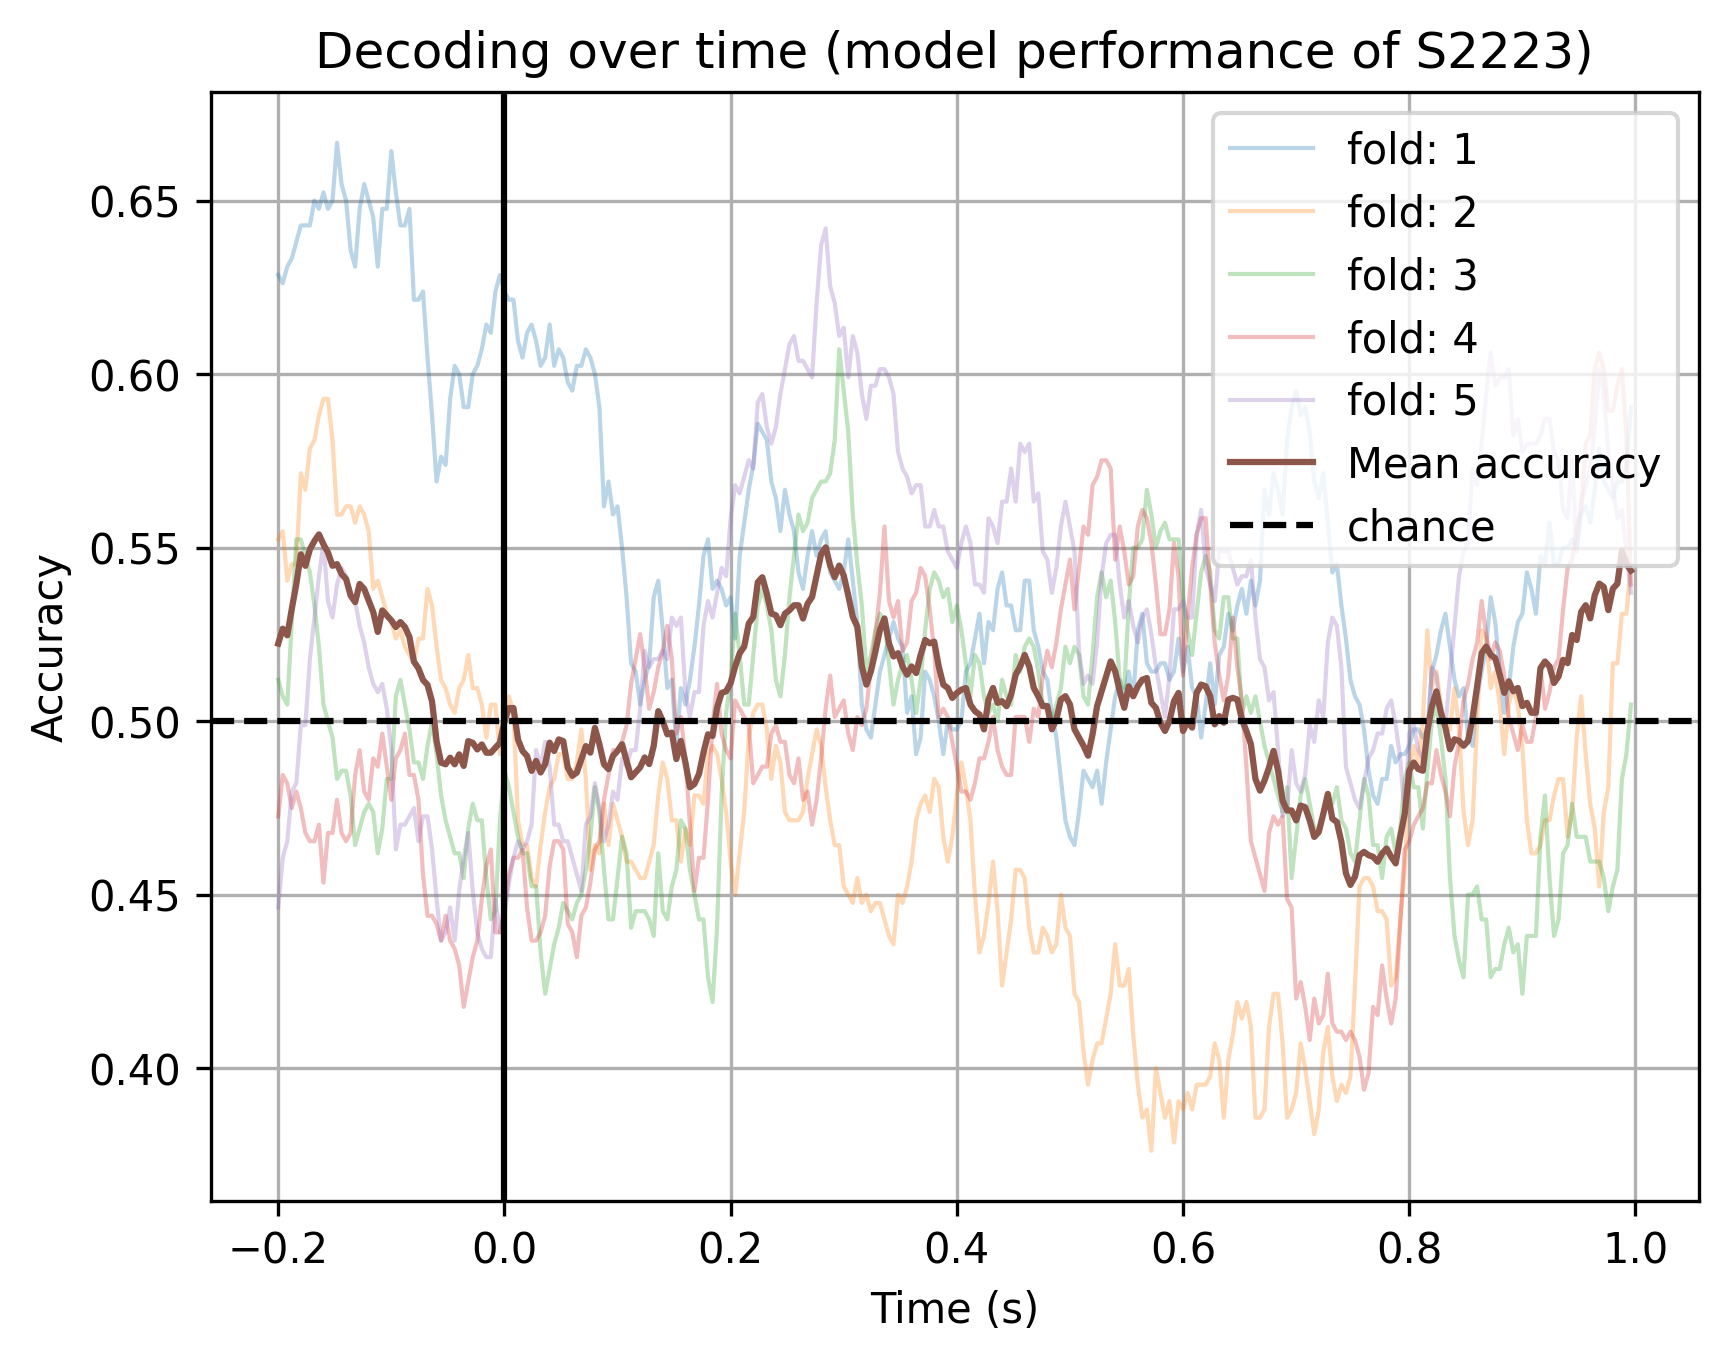 Decoding over time (model performance of S2223)
Accuracy
0.65
0.60
0.55
0.50
0.45
0.40
fold: 1
fold: 2
fold: 3
fold: 4
fold: 5
Mean accuracy
chance
−0.2
0.0
0.2
0.4
0.6
0.8
1.0
Time (s)